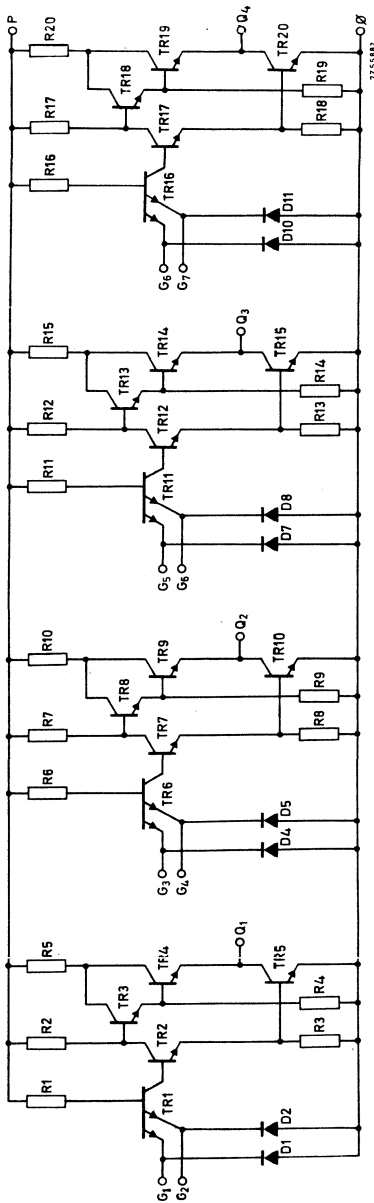 R1 R2 R5 R6 R7 R10 R11 R12 R15 R16 R17 R20 P
TR3 TR4 Q1 TR8 TR9 Q2 TR13 TR14 Q3 TR18 TR19 Q4
TR1 TR2 TR5 TR6 TR7 TR10 TR11 TR12 TR15 TR16 TR17 TR20
G1 G3 G5 G6
G2 G4 G6 G7
D1 D2 R3 R4 D4 D5 R8 R9 D7 D8 R13 R14 D10 D11 R18 R19 Ø
7Z55882